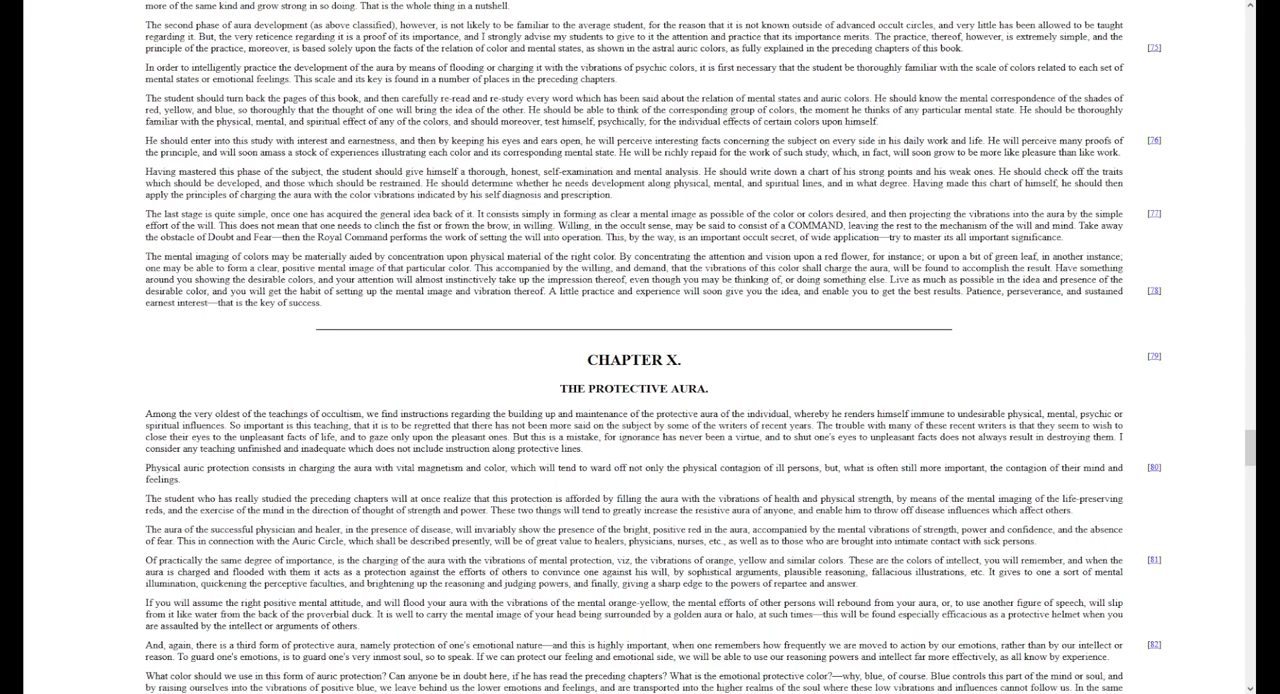 more of the same kind and grow strong in so doing. That is the whole thing in a nutshell.
The second phase of aura development (as above classified), however, is not likely to be familiar to the average student, for the reason that it is not known outside of advanced occult circles, and very little has been allowed to be taught
regarding it. But, the very reticence regarding it is a proof of its importance, and I strongly advise my students to give to it the attention and practice that its importance merits. The practice, thereof, however, is extremely simple, and the
principle of the practice, moreover, is based solely upon the facts of the relation of color and mental states, as shown in the astral auric colors, as fully explained in the preceding chapters of this book. [75]
In order to intelligently practice the development of the aura by means of flooding or charging it with the vibrations of psychic colors, it is first necessary that the student be thoroughly familiar with the scale of colors related to each set of
mental states or emotional feelings. This scale and its key is found in a number of places in the preceding chapters.
The student should turn back the pages of this book, and then carefully re-read and re-study every word which has been said about the relation of mental states and auric colors. He should know the mental correspondence of the shades of
red, yellow, and blue, so thoroughly that the thought of one will bring the idea of the other. He should be able to think of the corresponding group of colors, the moment he thinks of any particular mental state. He should be thoroughly
familiar with the physical, mental, and spiritual effect of any of the colors, and should moreover, test himself, psychically, for the individual effects of certain colors upon himself.
He should enter into this study with interest and earnestness, and then by keeping his eyes and ears open, he will perceive interesting facts concerning the subject on every side in his daily work and life. He will perceive many proofs of [76]
the principle, and will soon amass a stock of experiences illustrating each color and its corresponding mental state. He will be richly repaid for the work of such study, which, in fact, will soon grow to be more like pleasure than like work.
Having mastered this phase of the subject, the student should give himself a thorough, honest, self-examination and mental analysis. He should write down a chart of his strong points and his weak ones. He should check off the traits
which should be developed, and those which should be restrained. He should determine whether he needs development along physical, mental, and spiritual lines, and in what degree. Having made this chart of himself, he should then
apply the principles of charging the aura with the color vibrations indicated by his self diagnosis and prescription.
The last stage is quite simple, once one has acquired the general idea back of it. It consists simply in forming as clear a mental image as possible of the color or colors desired, and then projecting the vibrations into the aura by the simple [77]
effort of the will. This does not mean that one needs to clinch the fist or frown the brow, in willing. Willing, in the occult sense, may be said to consist of a COMMAND, leaving the rest to the mechanism of the will and mind. Take away
the obstacle of Doubt and Fear—then the Royal Command performs the work of setting the will into operation. This, by the way, is an important occult secret, of wide application—try to master its all important significance.
The mental imaging of colors may be materially aided by concentration upon physical material of the right color. By concentrating the attention and vision upon a red flower, for instance; or upon a bit of green leaf, in another instance;
one may be able to form a clear, positive mental image of that particular color. This accompanied by the willing, and demand, that the vibrations of this color shall charge the aura, will be found to accomplish the result. Have something
around you showing the desirable colors, and your attention will almost instinctively take up the impression thereof, even though you may be thinking of, or doing something else. Live as much as possible in the idea and presence of the
desirable color, and you will get the habit of setting up the mental image and vibration thereof. A little practice and experience will soon give you the idea, and enable you to get the best results. Patience, perseverance, and sustained [78]
earnest interest—that is the key of success.
CHAPTER X. [79]
THE PROTECTIVE AURA.
Among the very oldest of the teachings of occultism, we find instructions regarding the building up and maintenance of the protective aura of the individual, whereby he renders himself immune to undesirable physical, mental, psychic or
spiritual influences. So important is this teaching, that it is to be regretted that there has not been more said on the subject by some of the writers of recent years. The trouble with many of these recent writers is that they seem to wish to
close their eyes to the unpleasant facts of life, and to gaze only upon the pleasant ones. But this is a mistake, for ignorance has never been a virtue, and to shut one's eyes to unpleasant facts does not always result in destroying them. I
consider any teaching unfinished and inadequate which does not include instruction along protective lines.
Physical auric protection consists in charging the aura with vital magnetism and color, which will tend to ward off not only the physical contagion of ill persons, but, what is often still more important, the contagion of their mind and [80]
feelings.
The student who has really studied the preceding chapters will at once realize that this protection is afforded by filling the aura with the vibrations of health and physical strength, by means of the mental imaging of the life-preserving
reds, and the exercise of the mind in the direction of thought of strength and power. These two things will tend to greatly increase the resistive aura of anyone, and enable him to throw off disease influences which affect others.
The aura of the successful physician and healer, in the presence of disease, will invariably show the presence of the bright, positive red in the aura, accompanied by the mental vibrations of strength, power and confidence, and the absence
of fear. This in connection with the Auric Circle, which shall be described presently, will be of great value to healers, physicians, nurses, etc., as well as to those who are brought into intimate contact with sick persons.
Of practically the same degree of importance, is the charging of the aura with the vibrations of mental protection, viz, the vibrations of orange, yellow and similar colors. These are the colors of intellect, you will remember, and when the [81]
aura is charged and flooded with them it acts as a protection against the efforts of others to convince one against his will, by sophistical arguments, plausible reasoning, fallacious illustrations, etc. It gives to one a sort of mental
illumination, quickening the perceptive faculties, and brightening up the reasoning and judging powers, and finally, giving a sharp edge to the powers of repartee and answer.
If you will assume the right positive mental attitude, and will flood your aura with the vibrations of the mental orange-yellow, the mental efforts of other persons will rebound from your aura, or, to use another figure of speech, will slip
from it like water from the back of the proverbial duck. It is well to carry the mental image of your head being surrounded by a golden aura or halo, at such times—this will be found especially efficacious as a protective helmet when you
are assaulted by the intellect or arguments of others.
And, again, there is a third form of protective aura, namely protection of one's emotional nature—and this is highly important, when one remembers how frequently we are moved to action by our emotions, rather than by our intellect or [82]
reason. To guard one's emotions, is to guard one's very inmost soul, so to speak. If we can protect our feeling and emotional side, we will be able to use our reasoning powers and intellect far more effectively, as all know by experience.
What color should we use in this form of auric protection? Can anyone be in doubt here, if he has read the preceding chapters? What is the emotional protective color?—why, blue, of course. Blue controls this part of the mind or soul, and
by raising ourselves into the vibrations of positive blue, we leave behind us the lower emotions and feelings, and are transported into the higher realms of the soul where these low vibrations and influences cannot follow us. In the same